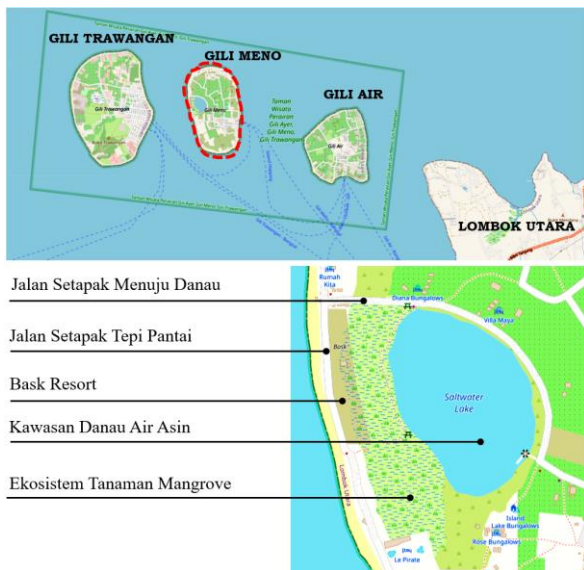 GILI TRAWANGAN
GILI MENO
GILI AIR
Gili Trawangan
Gili Meno
Gili Air
Taman
Wisata
Perairan
Gili Ayer,
Gili Meno,
Gili Trawangan
LOMBOK UTARA
Jalan Setapak Menuju Danau
Jalan Setapak Tepi Pantai
Bask Resort
Kawasan Danau Air Asin
Ekosistem Tanaman Mangrove
Rumah
Kita
Diana Bungalows
Villa Maya
Bask
Saltwater
Lake
Lombok Utara
Island
Lake Bungalows
Rose Bungalows
Le Pirate